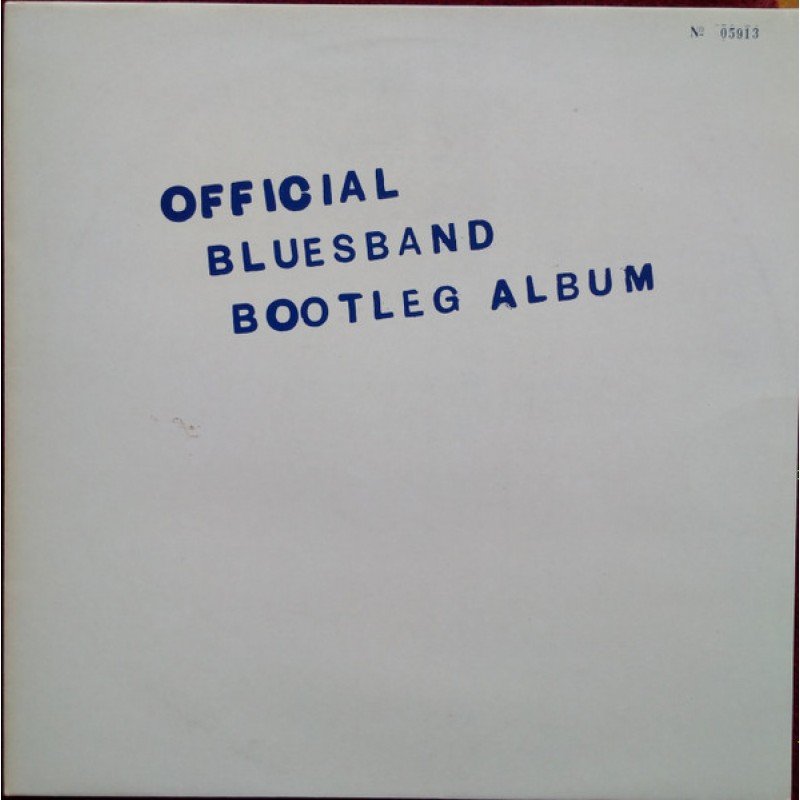 Nº 05913
OFFICIAL
BLUESBAND
BOOTLEG ALBUM